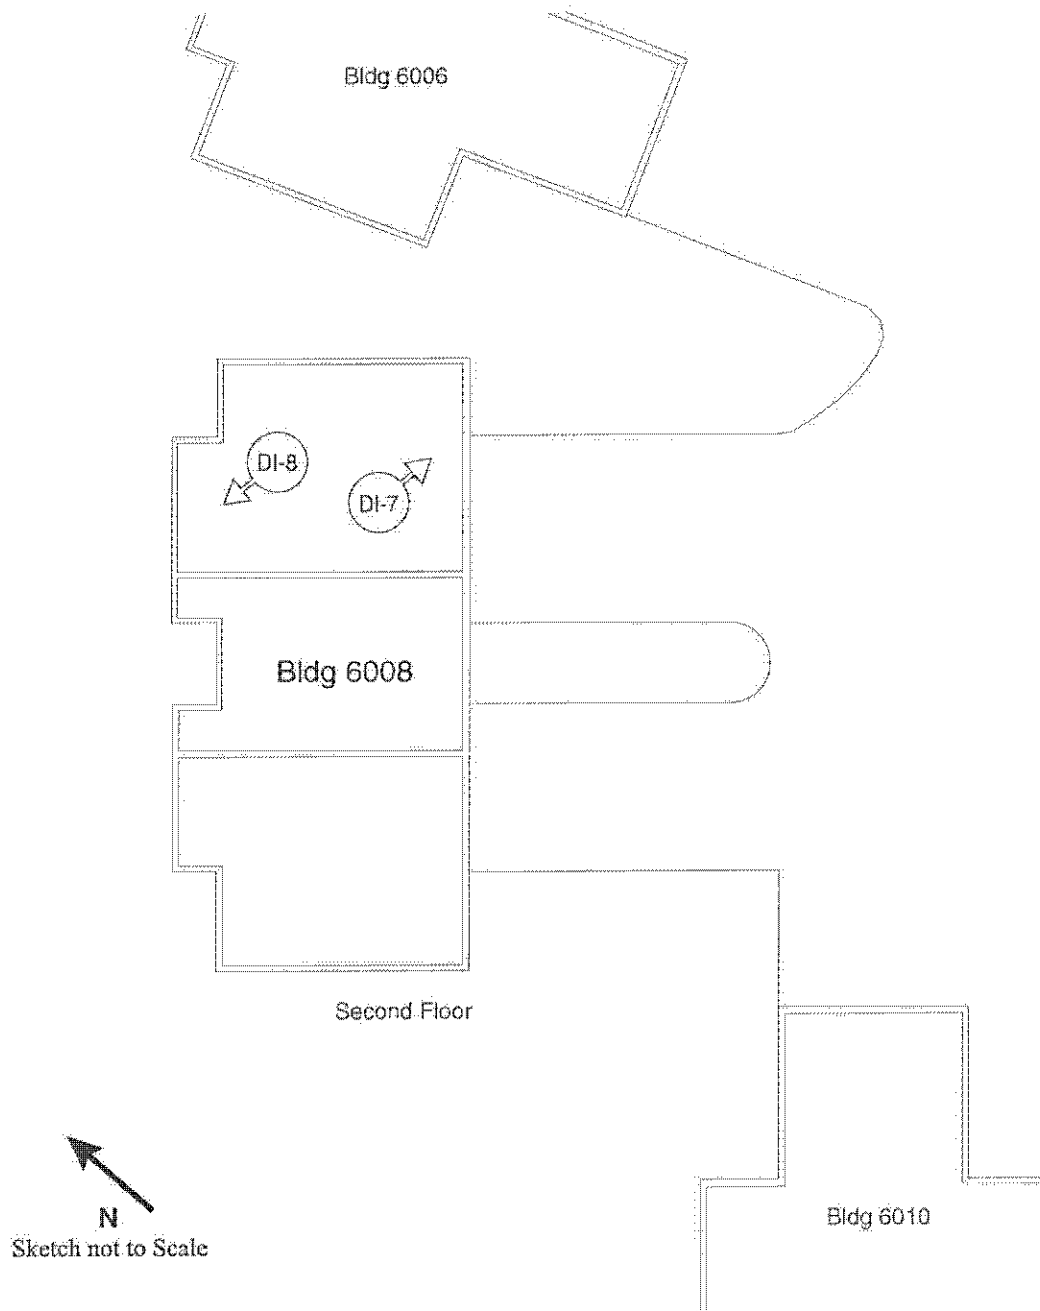 Bldg 6006
DI-8
DI-7
Bldg 6008
Second Floor
N
Sketch not to Scale
Bldg 6010